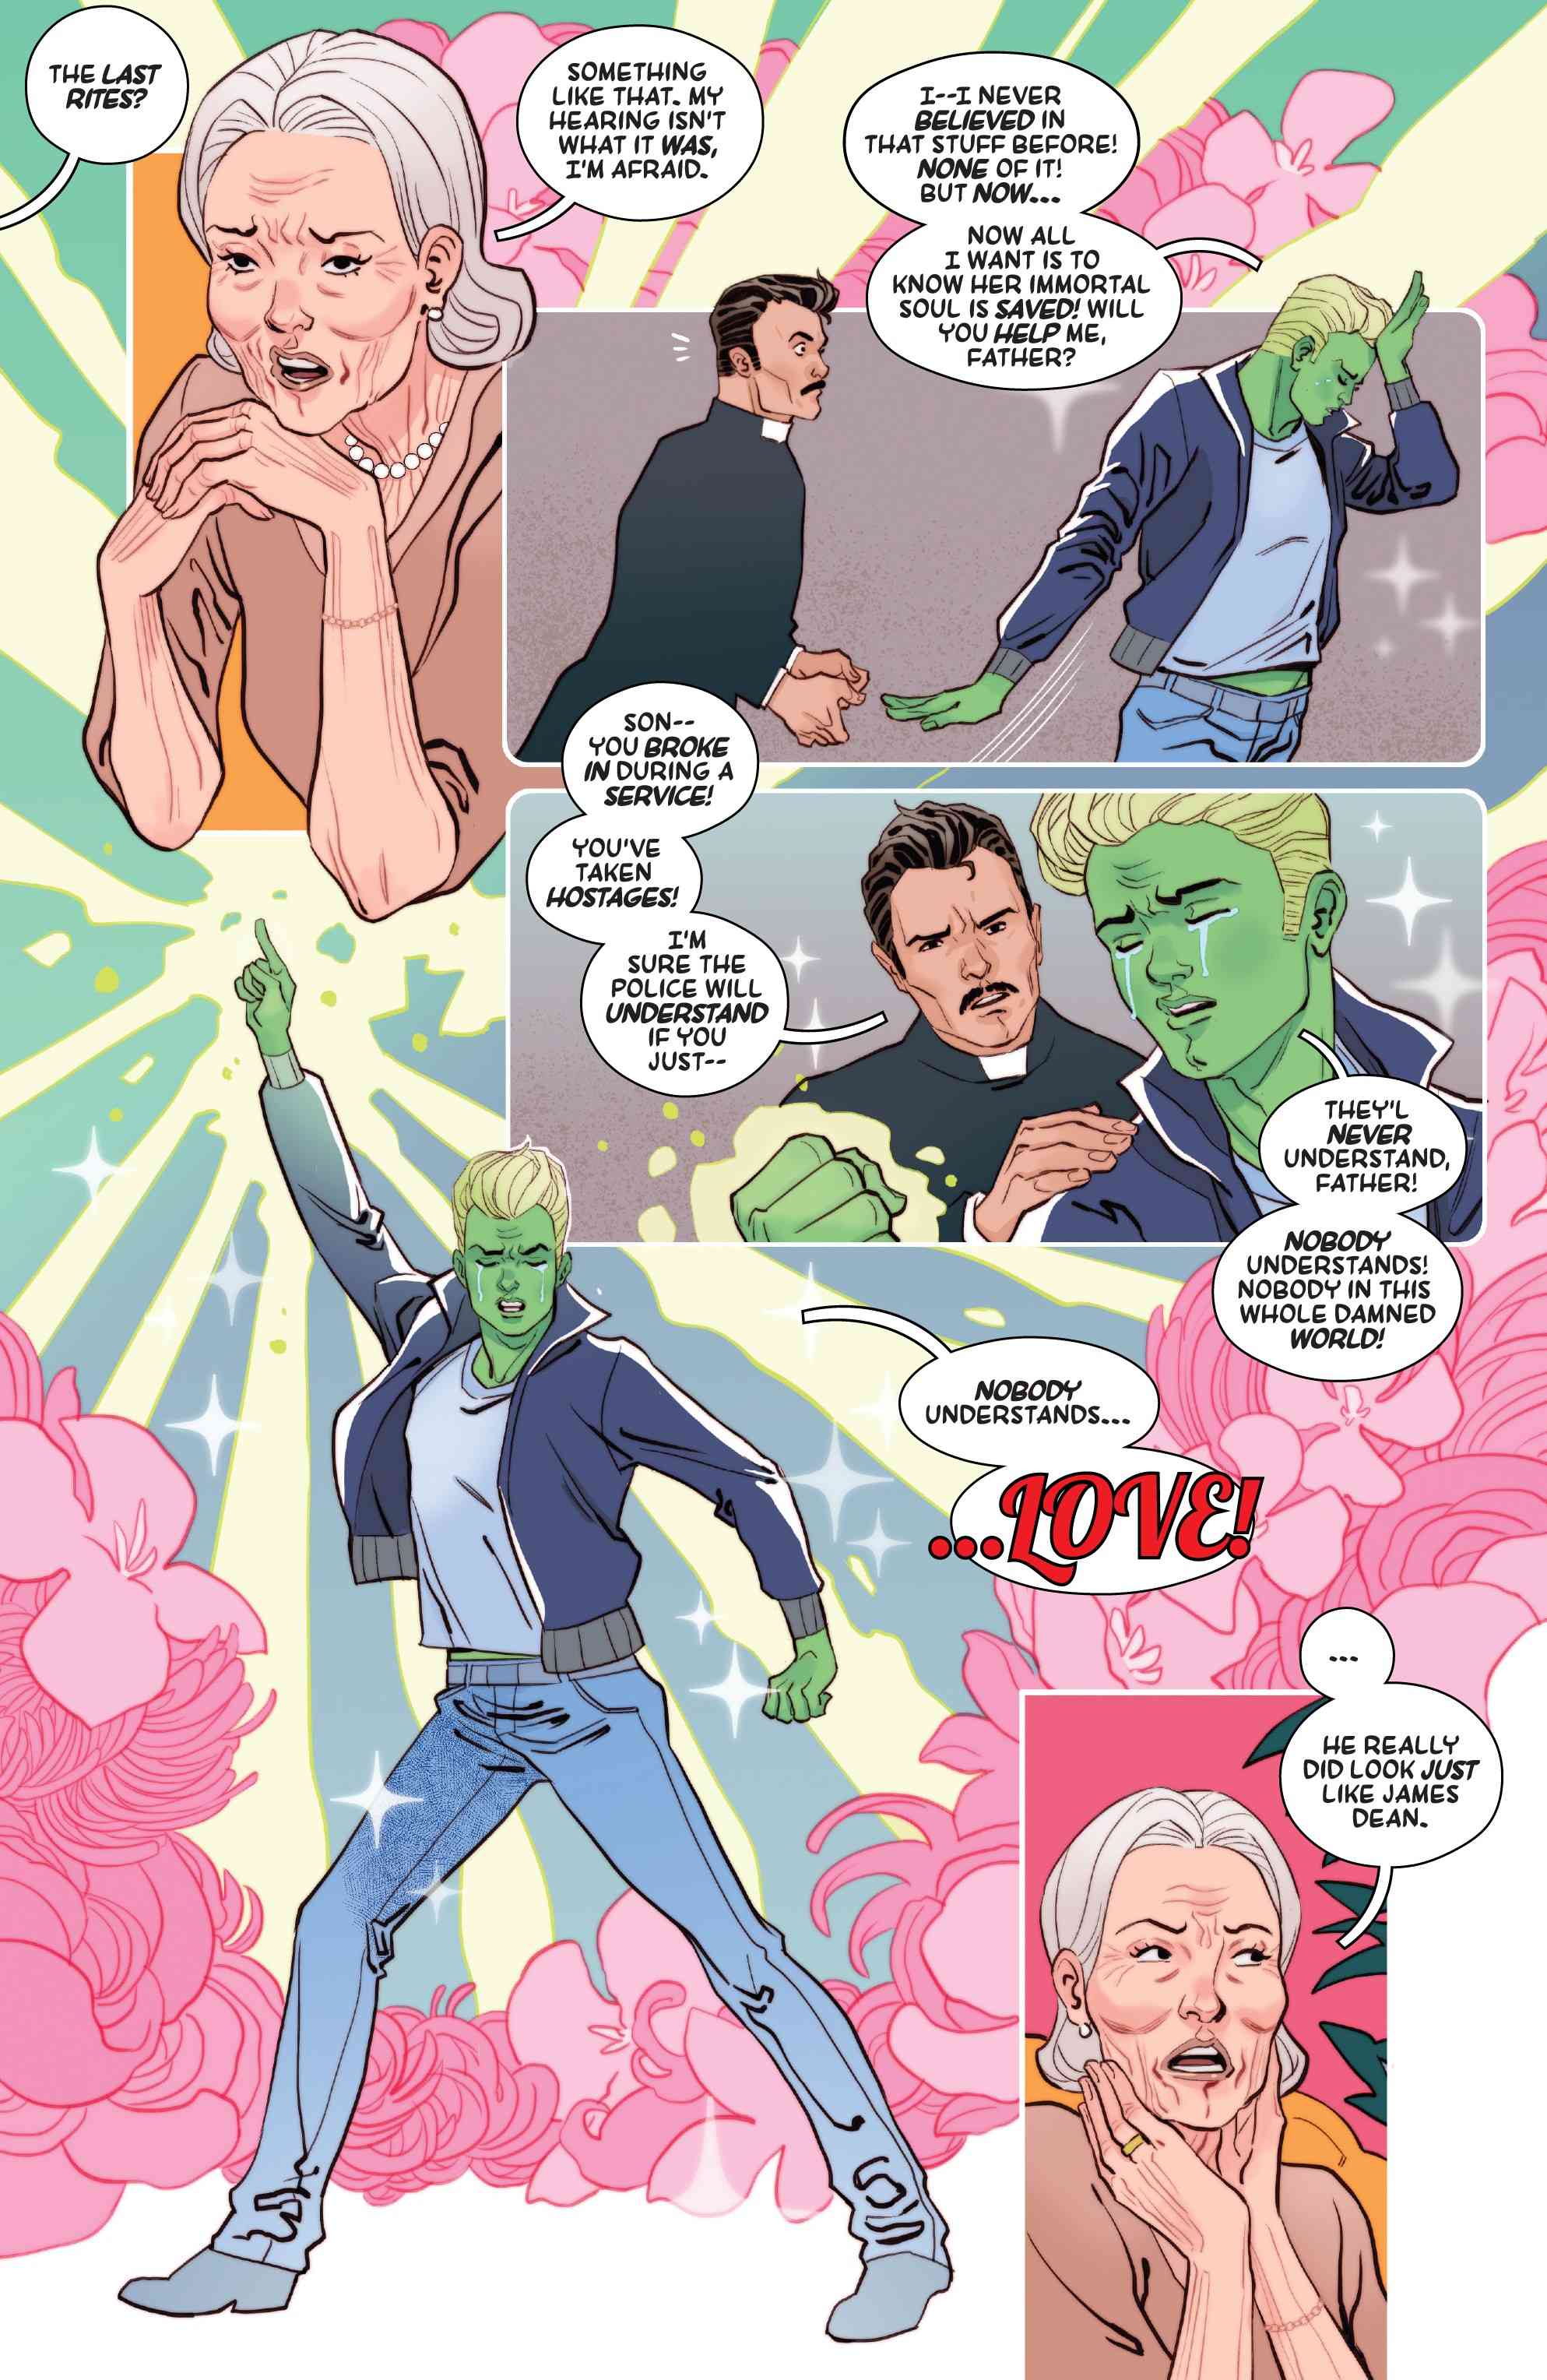 THE LAST
RITES?
SOMETHING
LIKE THAT. MY
HEARING ISN'T
WHAT IT WAS,
I'M AFRAID.
I--I NEVER
BELIEVED IN
THAT STUFF BEFORE!
NONE OF IT!
BUT NOW...
NOW ALL
I WANT IS TO
KNOW HER IMMORTAL
SOUL IS SAVED! WILL
YOU HELP ME,
FATHER?
SON--
YOU BROKE
IN DURING A
SERVICE!
YOU'VE
TAKEN
HOSTAGES!
I'M
SURE THE
POLICE WILL
UNDERSTAND
IF YOU
JUST--
THEY'L
NEVER
UNDERSTAND,
FATHER!
NOBODY
UNDERSTANDS!
NOBODY IN THIS
WHOLE DAMNED
WORLD!
NOBODY
UNDERSTANDS...
...LOVE!
...
HE REALLY
DID LOOK JUST
LIKE JAMES
DEAN.